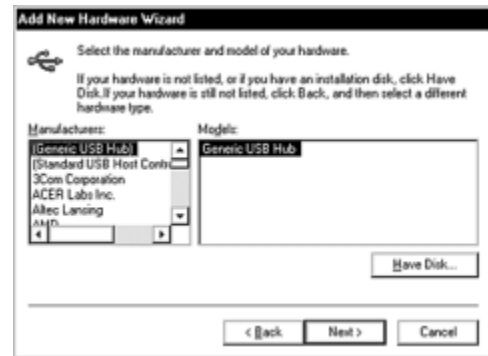 Add New Hardware Wizard
Select the manufacturer and model of your hardware.
If your hardware is not listed, or if you have an installation disk, click Have
Disk.If your hardware is still not listed, click Back, and then select a different
hardware type.
Manufacturers:
Models:
(Generic USB Hub)
(Standard USB Host Contr
3Com Corporation
ACER Labs Inc.
Altec Lansing
AMD
Generic USB Hub
Have Disk...
< Back
Next >
Cancel